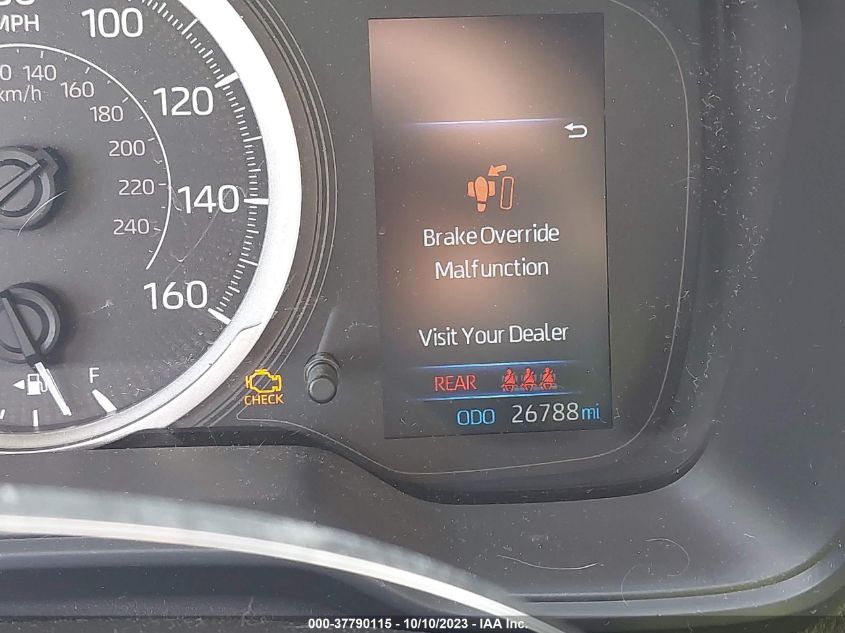 MPH
100
140
km/h
160
120
180
200
220
140
240
160
F
CHECK
Brake Override
Malfunction
Visit Your Dealer
REAR
ODO 26788 mi
000-37790115 - 10/10/2023 - IAA Inc.